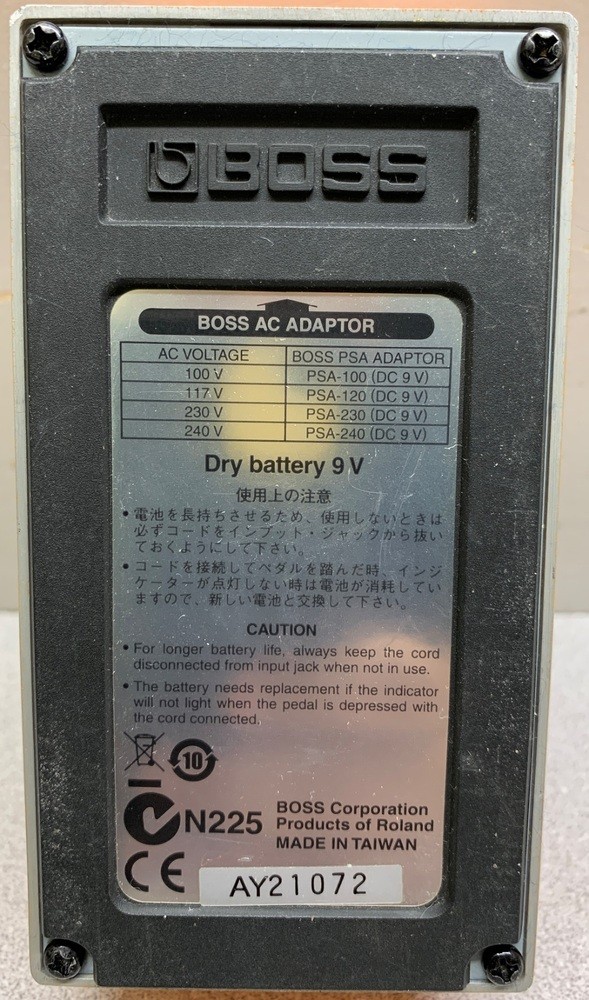 BOSS
BOSS AC ADAPTOR
AC VOLTAGE BOSS PSA ADAPTOR
100 V PSA-100 (DC 9 V)
117 V PSA-120 (DC 9 V)
230 V PSA-230 (DC 9 V)
240 V PSA-240 (DC 9 V)
Dry battery 9 V
使用上の注意
• 電池を長持ちさせるため、使用しないときは
必ずコードをインプット・ジャックから抜い
ておくようにして下さい。
• コードを接続してペダルを踏んだ時、インジ
ケーターが点灯しない時は電池が消耗してい
ますので、新しい電池と交換して下さい。
CAUTION
• For longer battery life, always keep the cord
disconnected from input jack when not in use.
• The battery needs replacement if the indicator
will not light when the pedal is depressed with
the cord connected.
10
N225
BOSS Corporation
Products of Roland
MADE IN TAIWAN
CE
AY21072